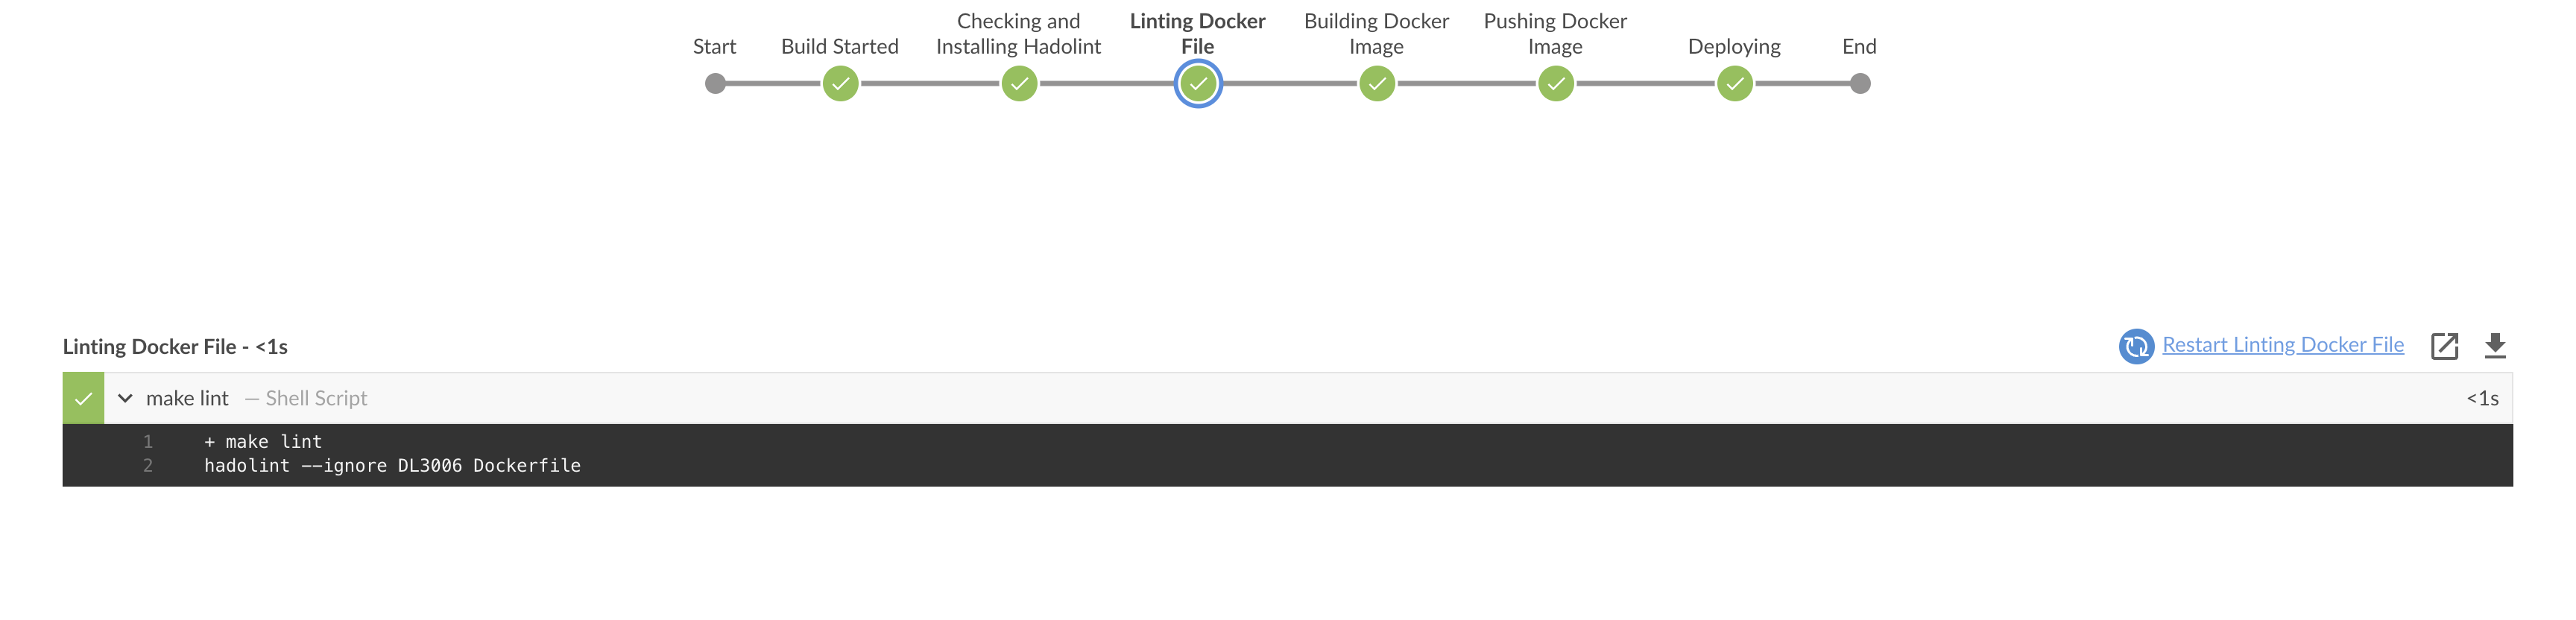 Start
Build Started
Checking and
Installing Hadolint
Linting Docker
File
Building Docker
Image
Pushing Docker
Image
Deploying
End
Linting Docker File - <1s
Restart Linting Docker File
make lint — Shell Script
<1s
1 + make lint
2 hadolint --ignore DL3006 Dockerfile